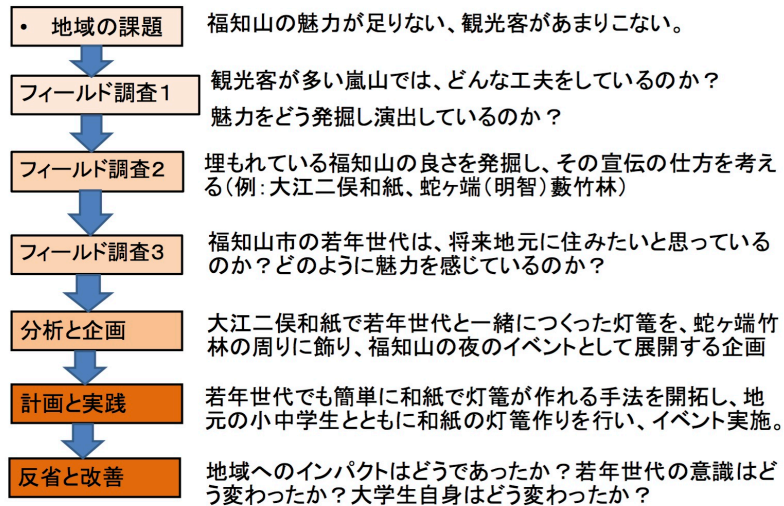 ・ 地域の課題
福知山の魅力が足りない、観光客があまりこない。
フィールド調査1
観光客が多い嵐山では、どんな工夫をしているのか？
魅力をどう発掘し演出しているのか？
フィールド調査2
埋もれている福知山の良さを発掘し、その宣伝の仕方を考え
る（例：大江二俣和紙、蛇ヶ端（明智）藪竹林）
フィールド調査3
福知山市の若年世代は、将来地元に住みたいと思っている
のか？どのように魅力を感じているのか？
分析と企画
大江二俣和紙で若年世代と一緒につくった灯篭を、蛇ヶ端竹
林の周りに飾り、福知山の夜のイベントとして展開する企画
計画と実践
若年世代でも簡単に和紙で灯篭が作れる手法を開拓し、地
元の小中学生とともに和紙の灯篭作りを行い、イベント実施。
反省と改善
地域へのインパクトはどうであったか？若年世代の意識はど
う変わったか？大学生自身はどう変わったか？